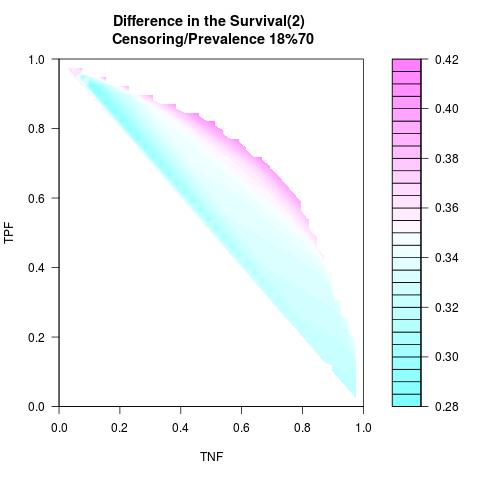 Difference in the Survival(2)
Censoring/Prevalence 18%70
TPF
1.0
0.8
0.6
0.4
0.2
0.0
0.0 0.2 0.4 0.6 0.8 1.0
TNF
0.42
0.40
0.38
0.36
0.34
0.32
0.30
0.28